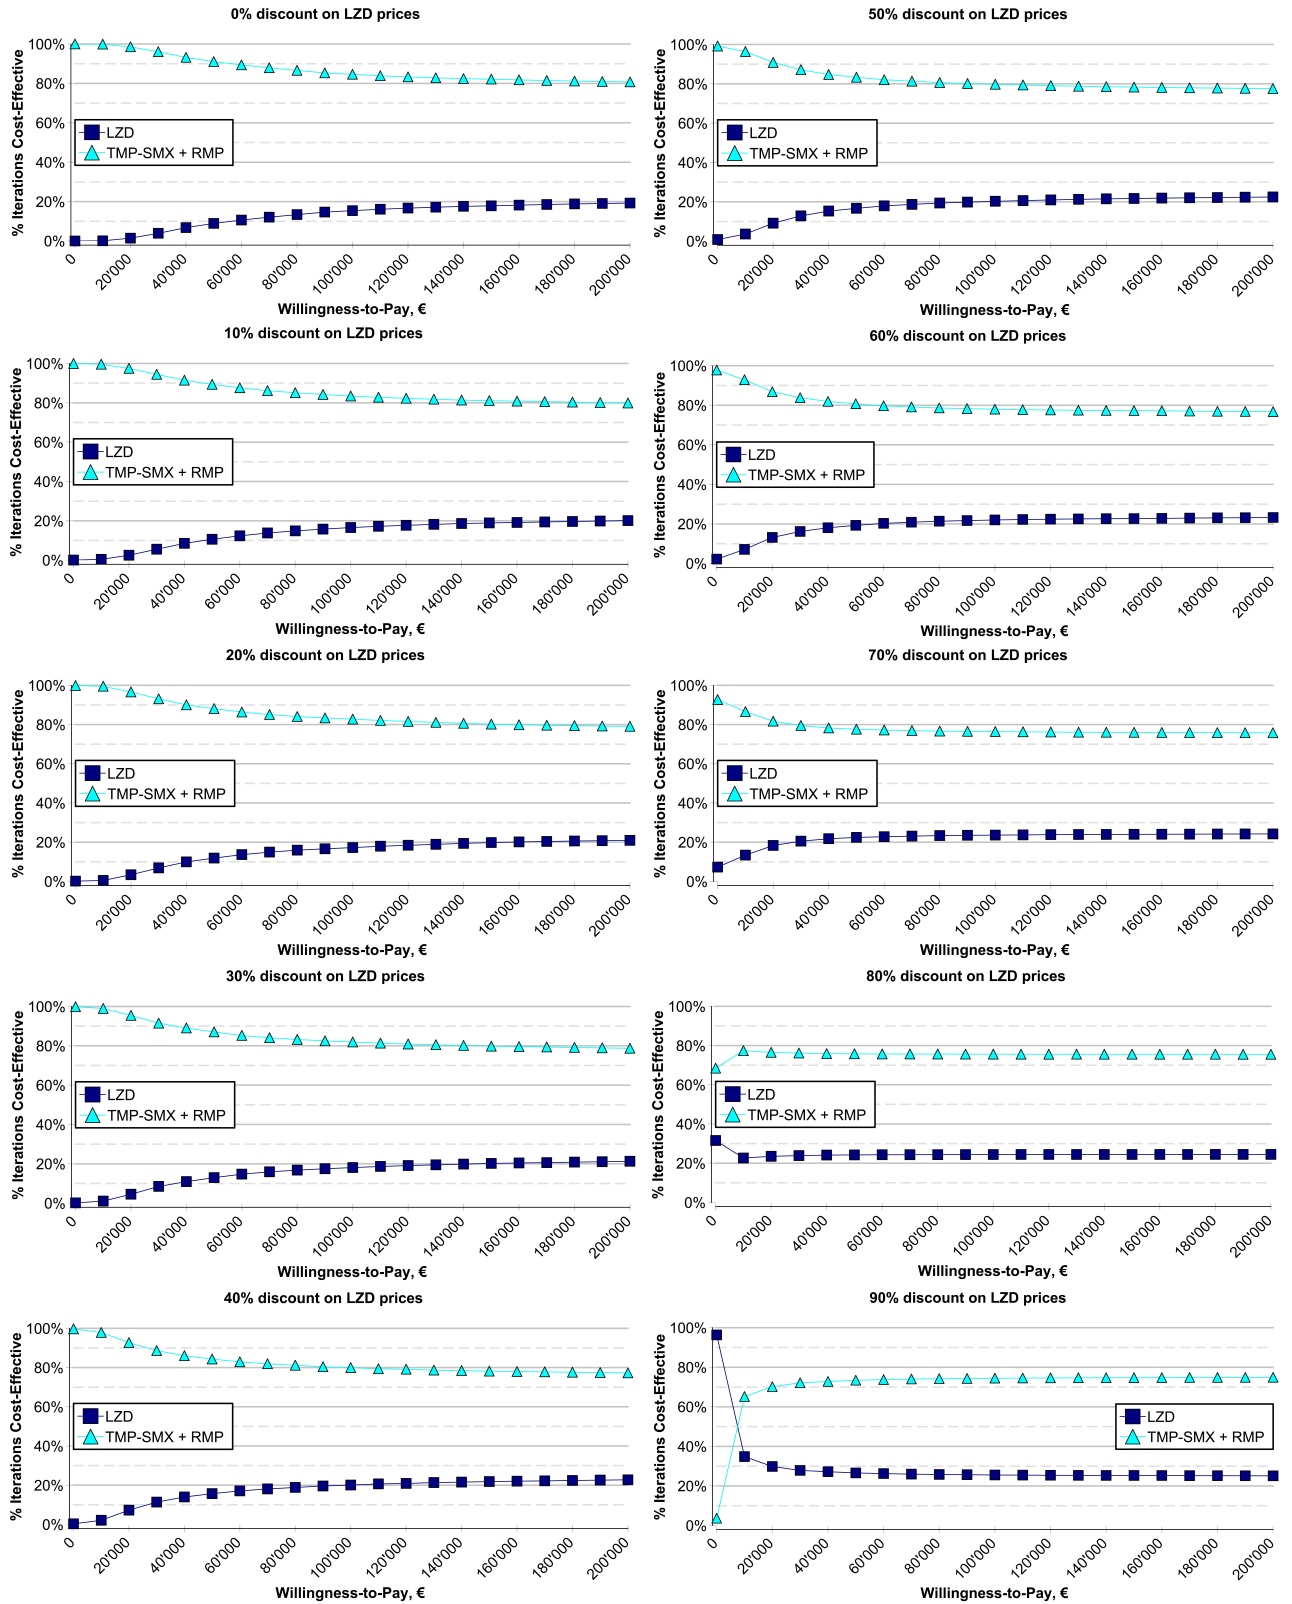 0% discount on LZD prices
% Iterations Cost-Effective
100%
80%
60%
40%
20%
0%
LZD
TMP-SMX + RMP
0 20'000 40'000 60'000 80'000 100'000 120'000 140'000 160'000 180'000 200'000
Willingness-to-Pay, €
50% discount on LZD prices
% Iterations Cost-Effective
100%
80%
60%
40%
20%
0%
LZD
TMP-SMX + RMP
0 20'000 40'000 60'000 80'000 100'000 120'000 140'000 160'000 180'000 200'000
Willingness-to-Pay, €
10% discount on LZD prices
% Iterations Cost-Effective
100%
80%
60%
40%
20%
0%
LZD
TMP-SMX + RMP
0 20'000 40'000 60'000 80'000 100'000 120'000 140'000 160'000 180'000 200'000
Willingness-to-Pay, €
60% discount on LZD prices
% Iterations Cost-Effective
100%
80%
60%
40%
20%
0%
LZD
TMP-SMX + RMP
0 20'000 40'000 60'000 80'000 100'000 120'000 140'000 160'000 180'000 200'000
Willingness-to-Pay, €
20% discount on LZD prices
% Iterations Cost-Effective
100%
80%
60%
40%
20%
0%
LZD
TMP-SMX + RMP
0 20'000 40'000 60'000 80'000 100'000 120'000 140'000 160'000 180'000 200'000
Willingness-to-Pay, €
70% discount on LZD prices
% Iterations Cost-Effective
100%
80%
60%
40%
20%
0%
LZD
TMP-SMX + RMP
0 20'000 40'000 60'000 80'000 100'000 120'000 140'000 160'000 180'000 200'000
Willingness-to-Pay, €
30% discount on LZD prices
% Iterations Cost-Effective
100%
80%
60%
40%
20%
0%
LZD
TMP-SMX + RMP
0 20'000 40'000 60'000 80'000 100'000 120'000 140'000 160'000 180'000 200'000
Willingness-to-Pay, €
80% discount on LZD prices
% Iterations Cost-Effective
100%
80%
60%
40%
20%
0%
LZD
TMP-SMX + RMP
0 20'000 40'000 60'000 80'000 100'000 120'000 140'000 160'000 180'000 200'000
Willingness-to-Pay, €
40% discount on LZD prices
% Iterations Cost-Effective
100%
80%
60%
40%
20%
0%
LZD
TMP-SMX + RMP
0 20'000 40'000 60'000 80'000 100'000 120'000 140'000 160'000 180'000 200'000
Willingness-to-Pay, €
90% discount on LZD prices
% Iterations Cost-Effective
100%
80%
60%
40%
20%
0%
LZD
TMP-SMX + RMP
0 20'000 40'000 60'000 80'000 100'000 120'000 140'000 160'000 180'000 200'000
Willingness-to-Pay, €